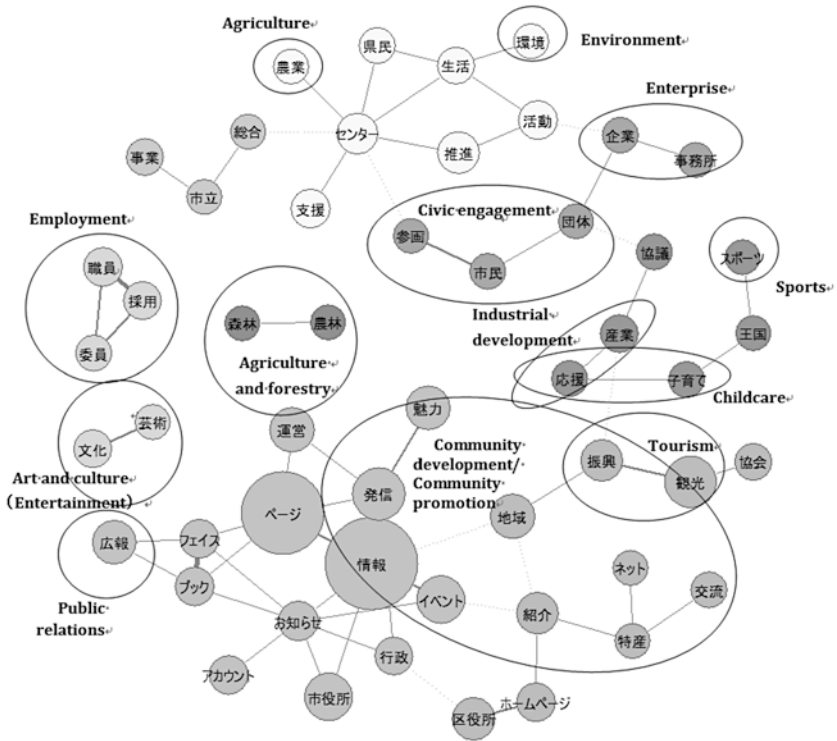 Agriculture
県民
農業
生活
環境
Environment
Enterprise
総合
センター
活動
企業
事業
推進
事務所
市立
支援
Civic engagement
Employment
参画
団体
市民
協議
スポーツ
Sports
職員
採用
委員
森林
農林
Industrial
development
産業
王国
Agriculture
and forestry
応援
子育て
Childcare
芸術
文化
魅力
運営
Community
development/
Community
promotion
Tourism
振興
観光
協会
Art and culture
(Entertainment)
ページ
発信
地域
広報
フェイス
情報
ブック
Public
relations
お知らせ
イベント
紹介
ネット
交流
特産
行政
アカウント
市役所
区役所
ホームページ